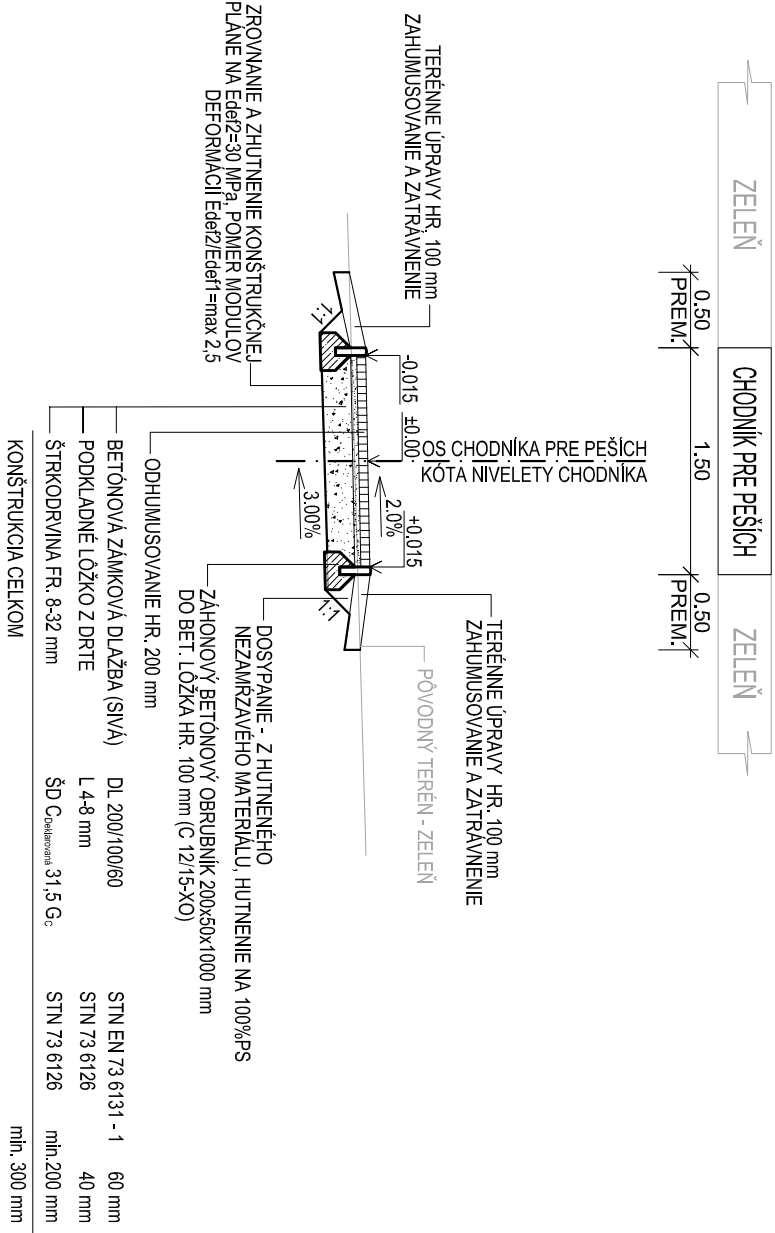 ZELEŇ
CHODNÍK PRE PEŠÍCH
ZELEŇ
0.50
PREM.
1.50
0.50
PREM.
TERÉNNE ÚPRAVY HR. 100 mm
ZAHUMUSOVANIE A ZATRÁVNENIE
OS CHODNÍKA PRE PEŠÍCH
KÓTA NIVELETY CHODNÍKA
TERÉNNE ÚPRAVY HR. 100 mm
ZAHUMUSOVANIE A ZATRÁVNENIE
PÔVODNÝ TERÉN - ZELEŇ
-0.015
±0.00
+0.015
2.0%
3.00%
1:1
1:1
ZROVNANIE A ZHUTNENIE KONŠTRUKČNEJ
PLÁNE NA Edef2=30 MPa, POMER MODULOV
DEFORMÁCIÍ Edef2/Edef1=max 2,5
DOSYPANIE - Z HUTNENÉHO
NEZAMŔZAVÉHO MATERIÁLU, HUTNENIE NA 100%PS
ZÁHONOVÝ BETÓNOVÝ OBRUBNÍK 200x50x1000 mm
DO BET. LÔŽKA HR. 100 mm (C 12/15-XO)
ODHUMUSOVANIE HR. 200 mm
BETÓNOVÁ ZÁMKOVÁ DLAŽBA (SIVÁ) DL 200/100/60 STN EN 73 6131 - 1 60 mm
PODKLADNÉ LÔŽKO Z DRTE L 4-8 mm STN 73 6126 40 mm
ŠTRKODRVINA FR. 8-32 mm ŠD CDeklarovaná 31,5 GC STN 73 6126 min.200 mm
KONŠTRUKCIA CELKOM min. 300 mm